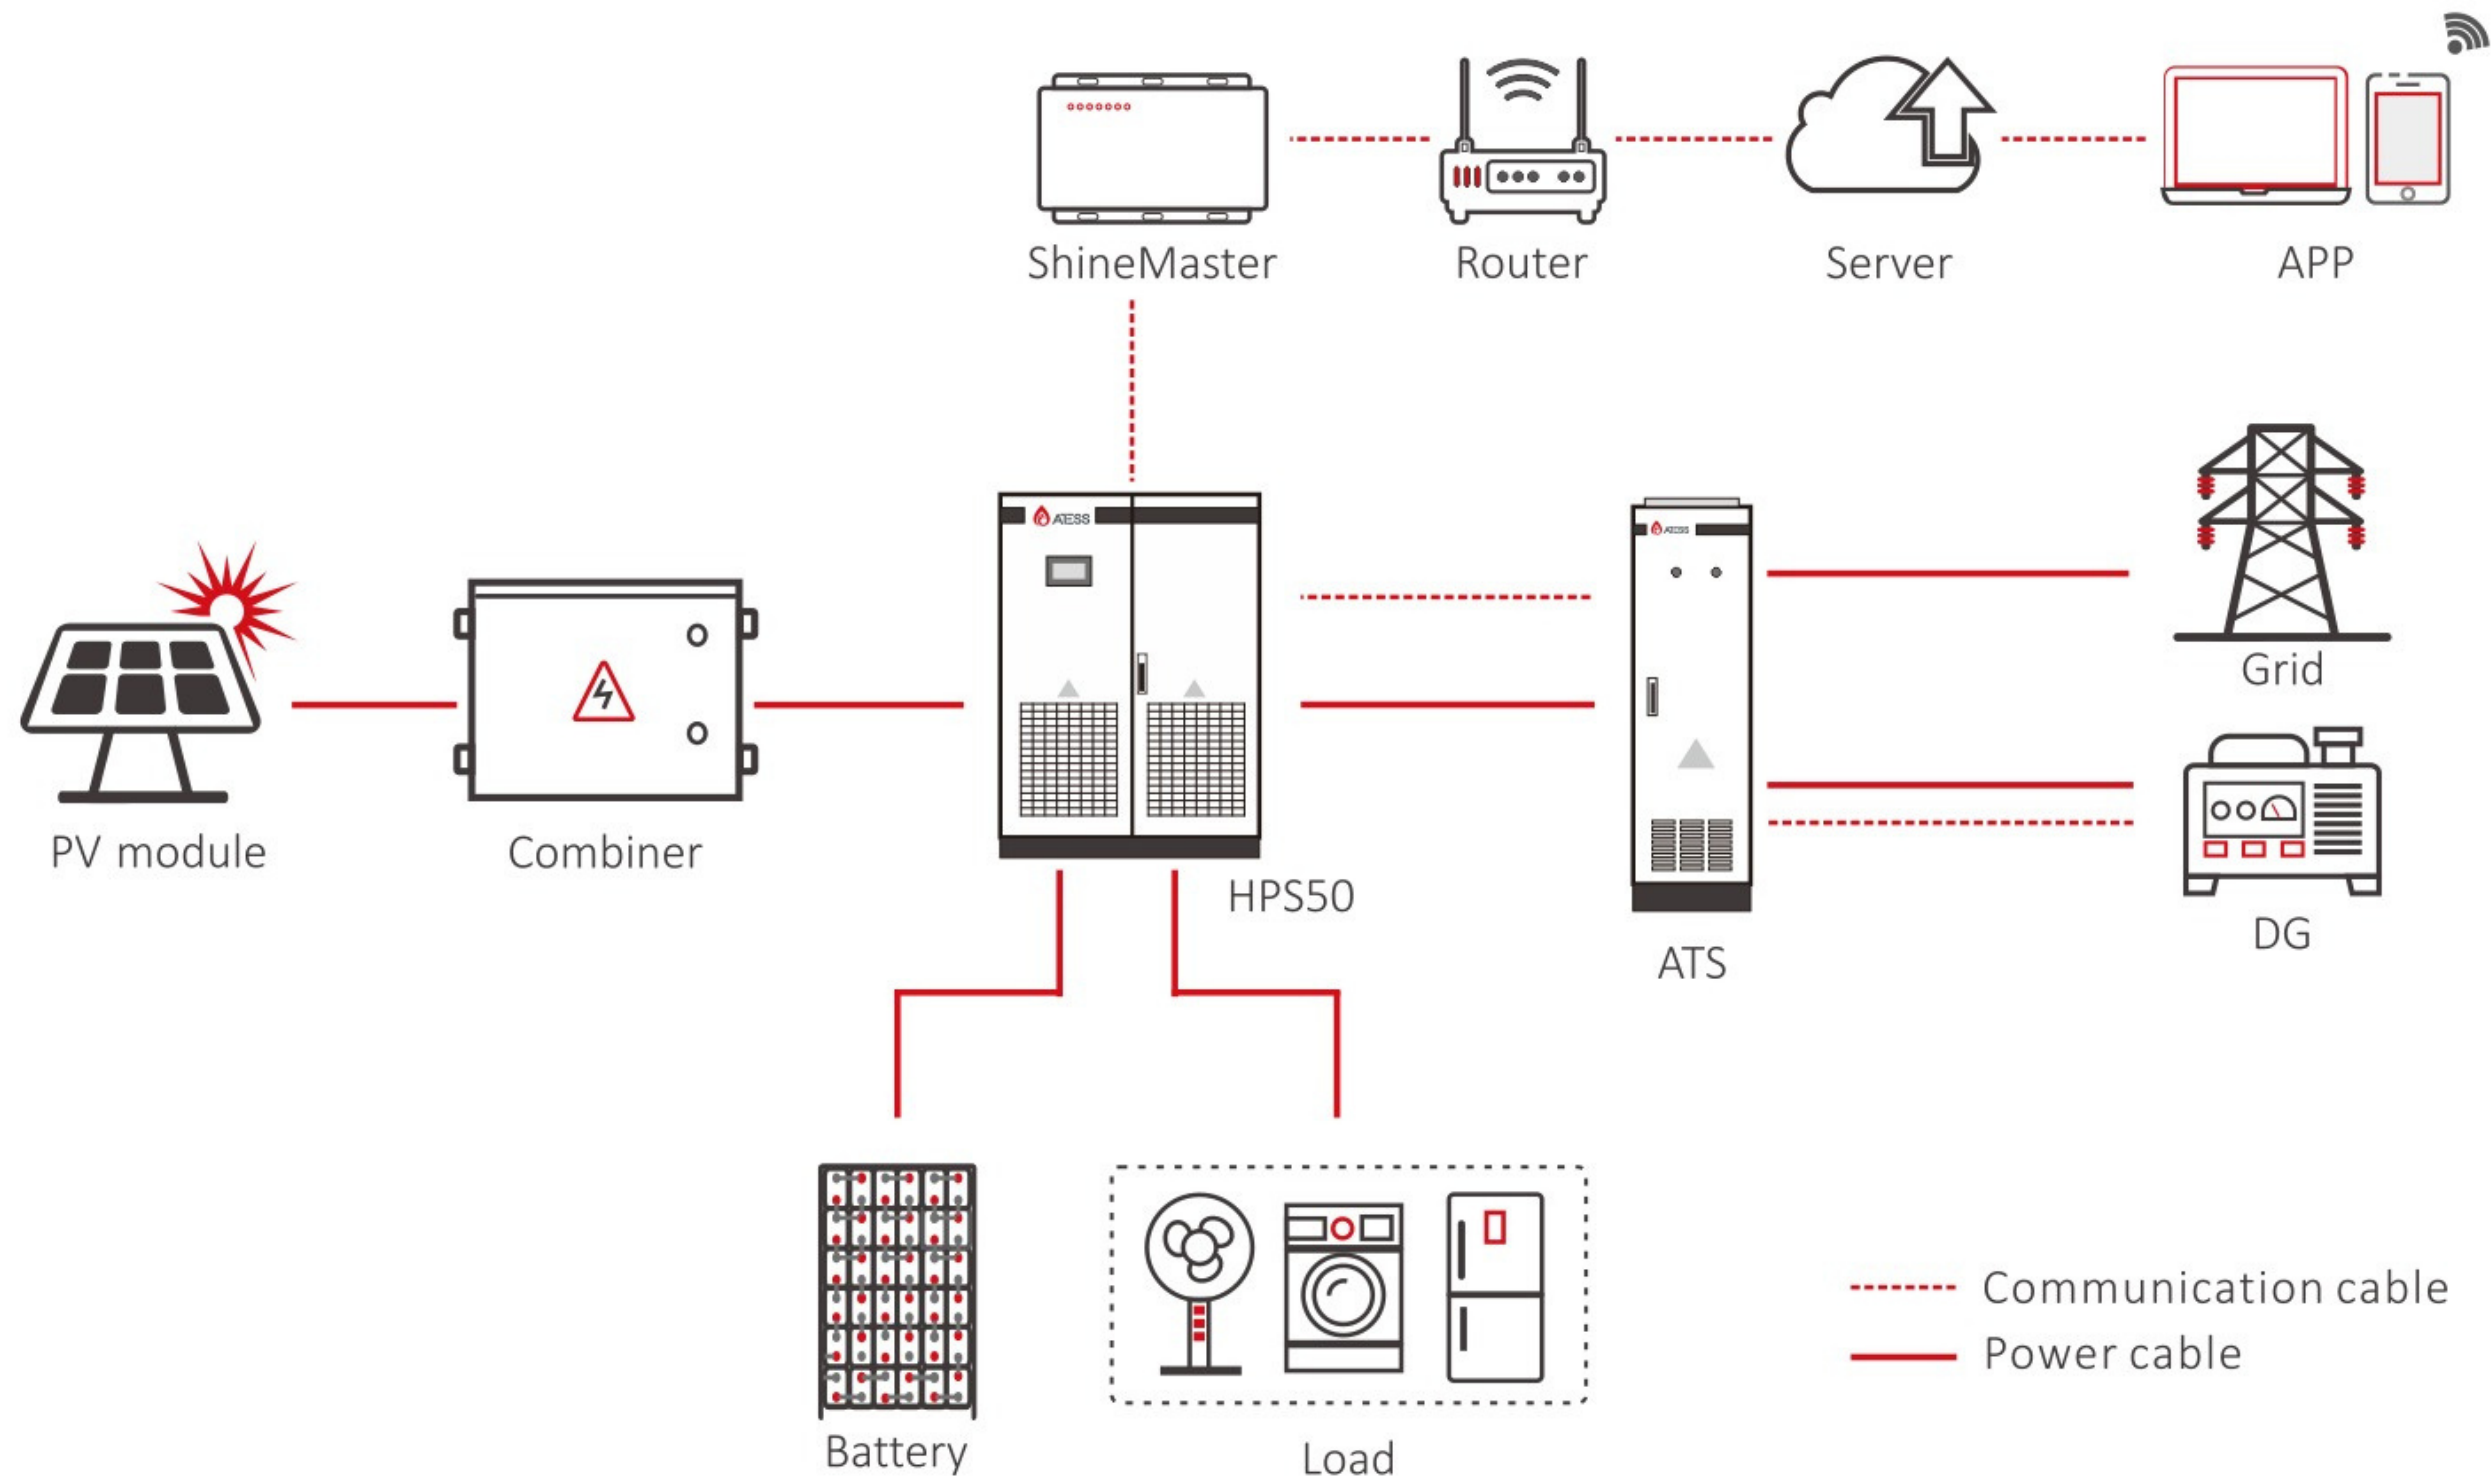 ShineMaster
Router
Server
APP
ATESS
ATESS
Grid
PV module
Combiner
HPS50
ATS
DG
Battery
Load
Communication cable
Power cable